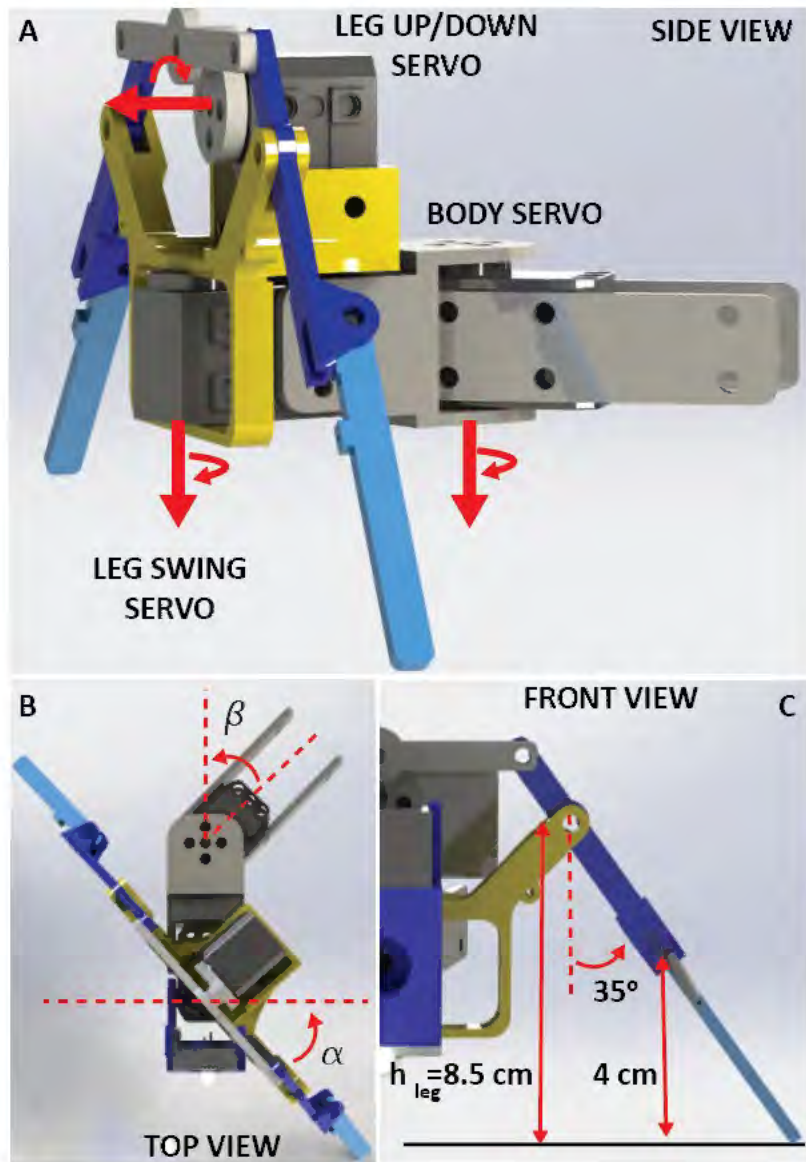 A
LEG UP/DOWN
SERVO
SIDE VIEW
BODY SERVO
LEG SWING
SERVO
B
β
α
TOP VIEW
FRONT VIEW
C
35°
h leg=8.5 cm
4 cm